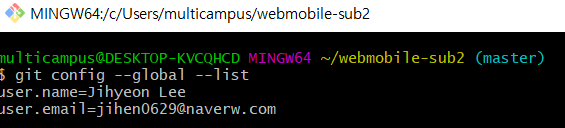 MINGW64:/c/Users/multicampus/webmobile-sub2
multicampus@DESKTOP-KVCQHCD MINGW64 ~/webmobile-sub2 (master)
$ git config --global --list
user.name=Jihyeon Lee
user.email=jihen0629@naverw.com